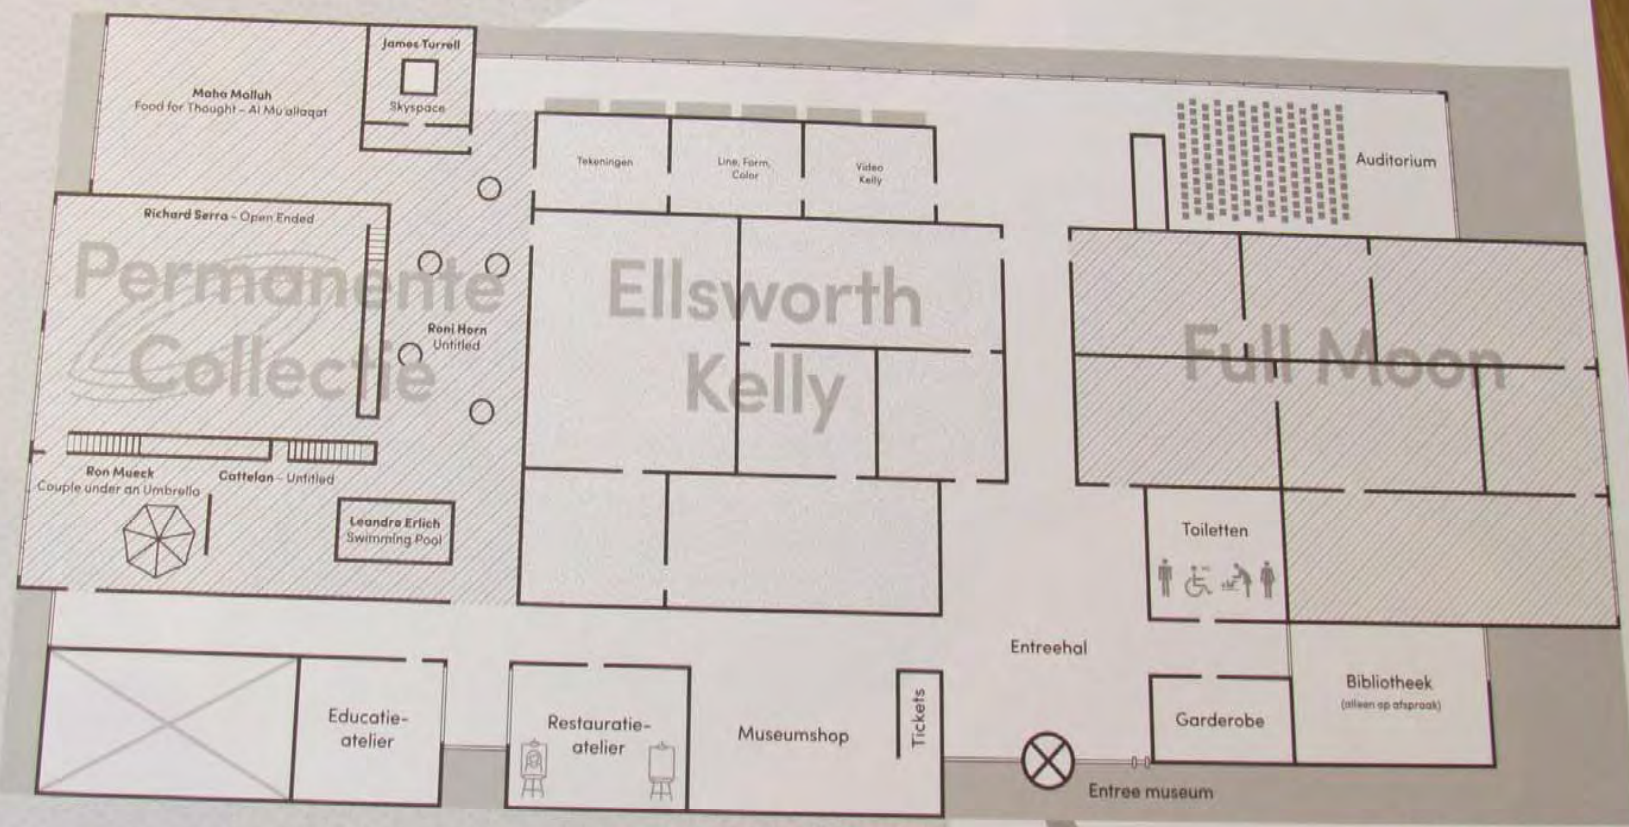 Maha Malluh
Food for Thought – Al Mu'allaqat
James Turrell
Skyspace
Richard Serra – Open Ended
Permanente
Collectie
Roni Horn
Untitled
Ron Mueck
Couple under an Umbrella
Cattelan – Untitled
Leandro Erlich
Swimming Pool
Tekeningen
Line, Form,
Color
Video
Kelly
Ellsworth
Kelly
Auditorium
Full Moon
Toiletten
Entreehal
Educatie-
atelier
Restauratie-
atelier
Museumshop
Tickets
Garderobe
Bibliotheek
(alleen op afspraak)
Entree museum